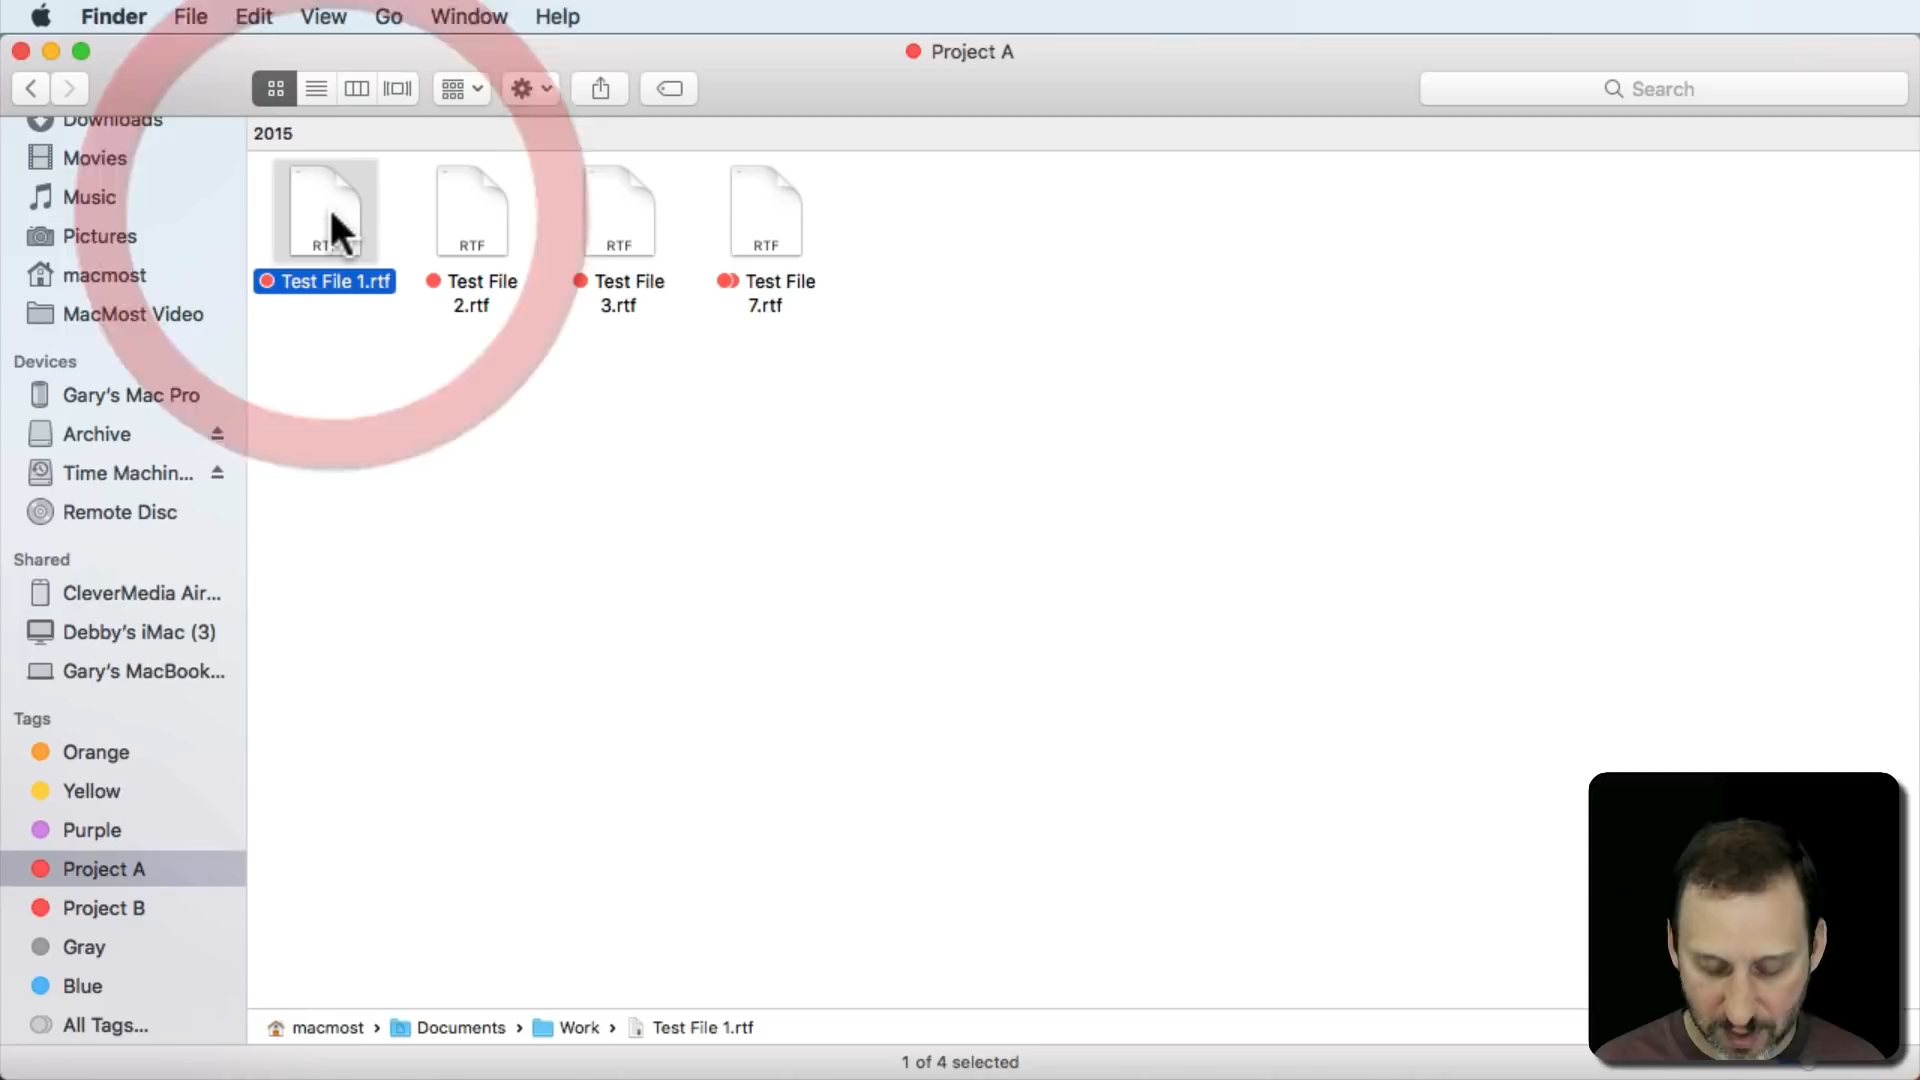 Finder File Edit View Go Window Help
Project A
Search
2015
RTF RTF RTF
Test File 1.rtf
Test File
2.rtf
Test File
3.rtf
Test File
7.rtf
Downloads
Movies
Music
Pictures
macmost
MacMost Video
Devices
Gary's Mac Pro
Archive
Time Machin...
Remote Disc
Shared
CleverMedia Air...
Debby's iMac (3)
Gary's MacBook...
Tags
Orange
Yellow
Purple
Project A
Project B
Gray
Blue
All Tags...
macmost › Documents › Work › Test File 1.rtf
1 of 4 selected